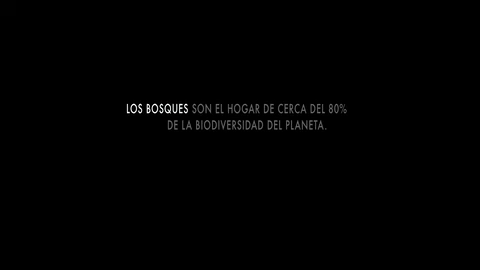 LOS BOSQUES SON EL HOGAR DE CERCA DEL 80%
DE LA BIODIVERSIDAD DEL PLANETA.